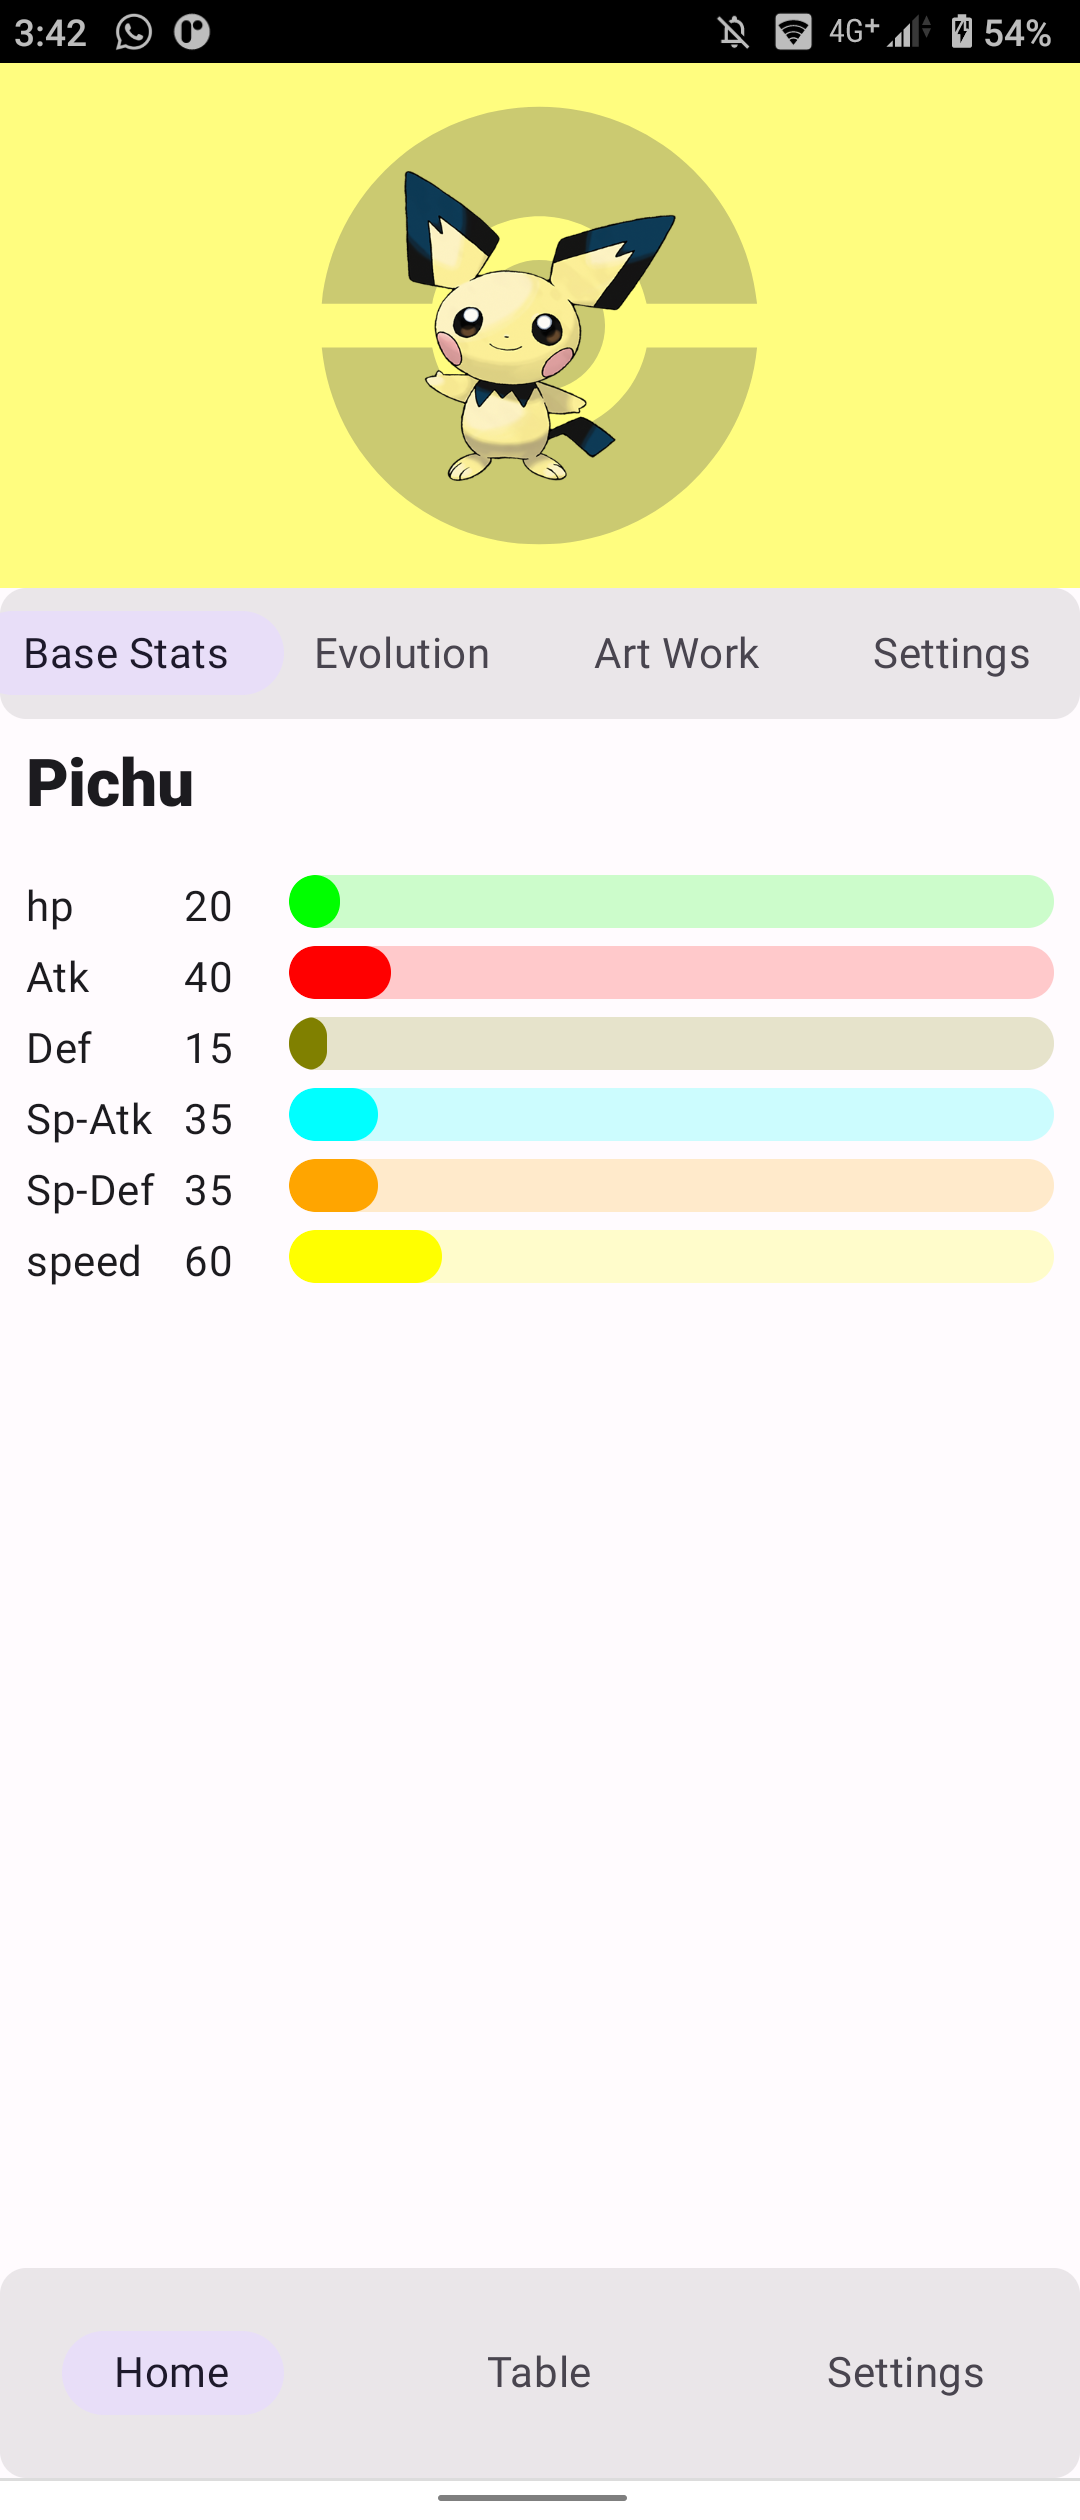 3:42 4G+ 54%
Base Stats Evolution Art Work Settings
Pichu
hp 20
Atk 40
Def 15
Sp-Atk 35
Sp-Def 35
speed 60
Home Table Settings